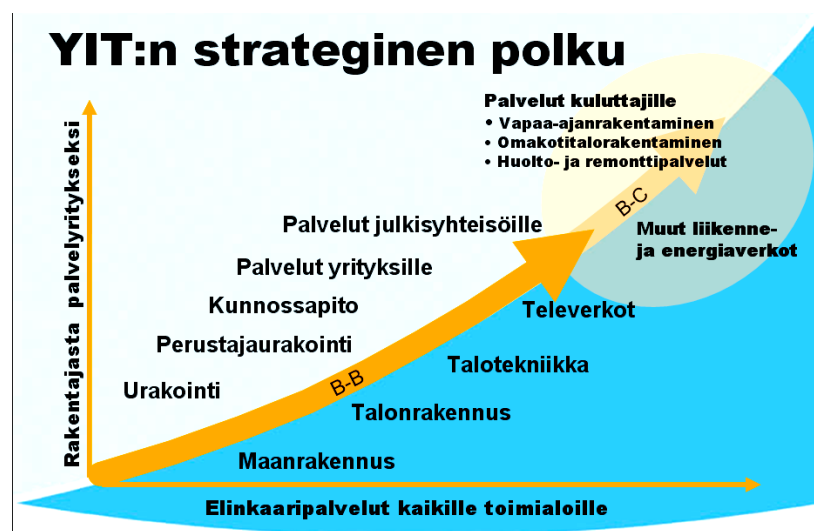 YIT:n strateginen polku
Palvelut kuluttajille
• Vapaa-ajanrakentaminen
• Omakotitalorakentaminen
• Huolto- ja remonttipalvelut
B-C
Muut liikenne-
ja energiaverkot
Palvelut julkisyhteisöille
Palvelut yrityksille
Kunnossapito
Perustajaurakointi
Urakointi
B-B
Televerkot
Talotekniikka
Talonrakennus
Maanrakennus
Rakentajasta palvelyritykseksi
Elinkaaripalvelut kaikille toimialoille